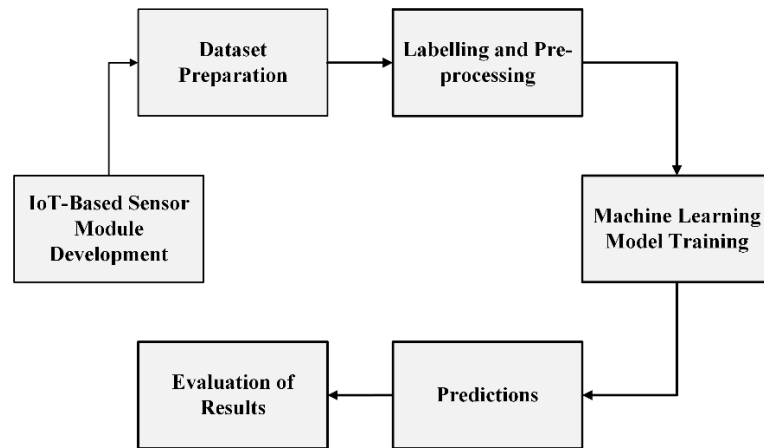 IoT-Based Sensor
Module
Development
Dataset
Preparation
Labelling and Pre-
processing
Machine Learning
Model Training
Predictions
Evaluation of
Results